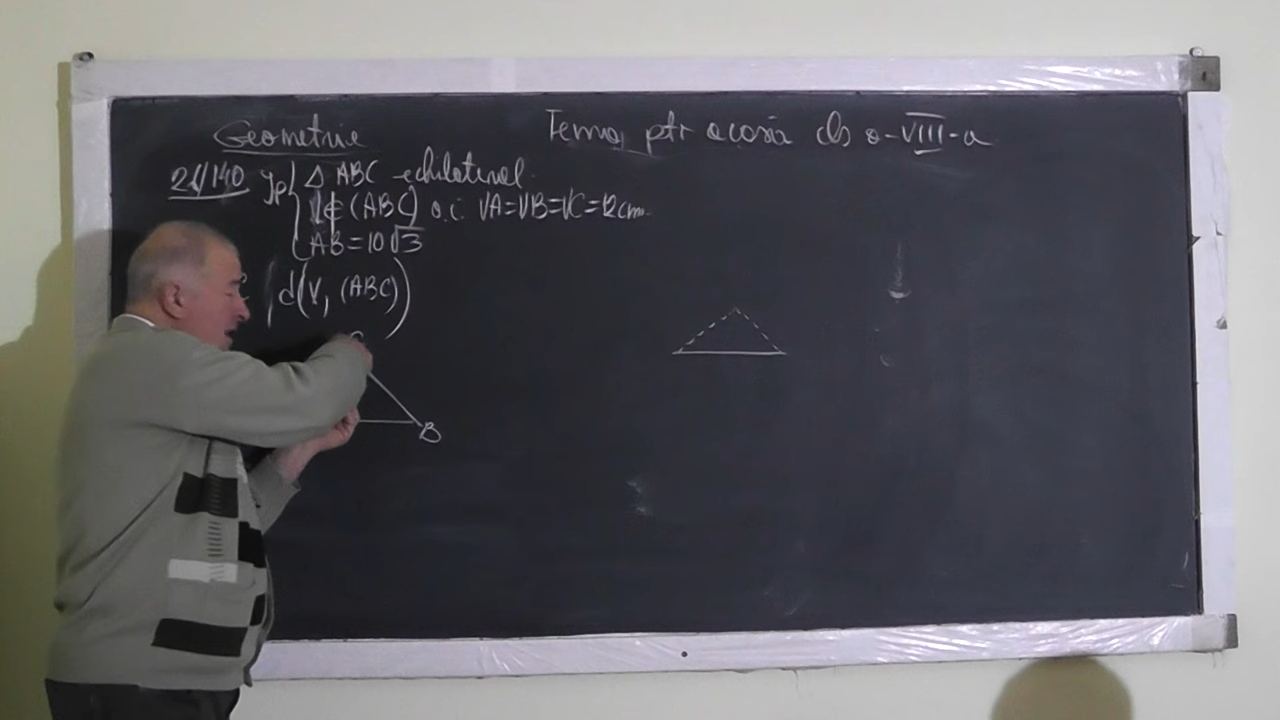 Geometrie
Temă ptr acasă cls a-VIII-a
21/140 Ip { Δ ABC echilateral.
V∉(ABC) a.î. VA=VB=VC=12cm.
AB=10√3
d(V, (ABC))
B